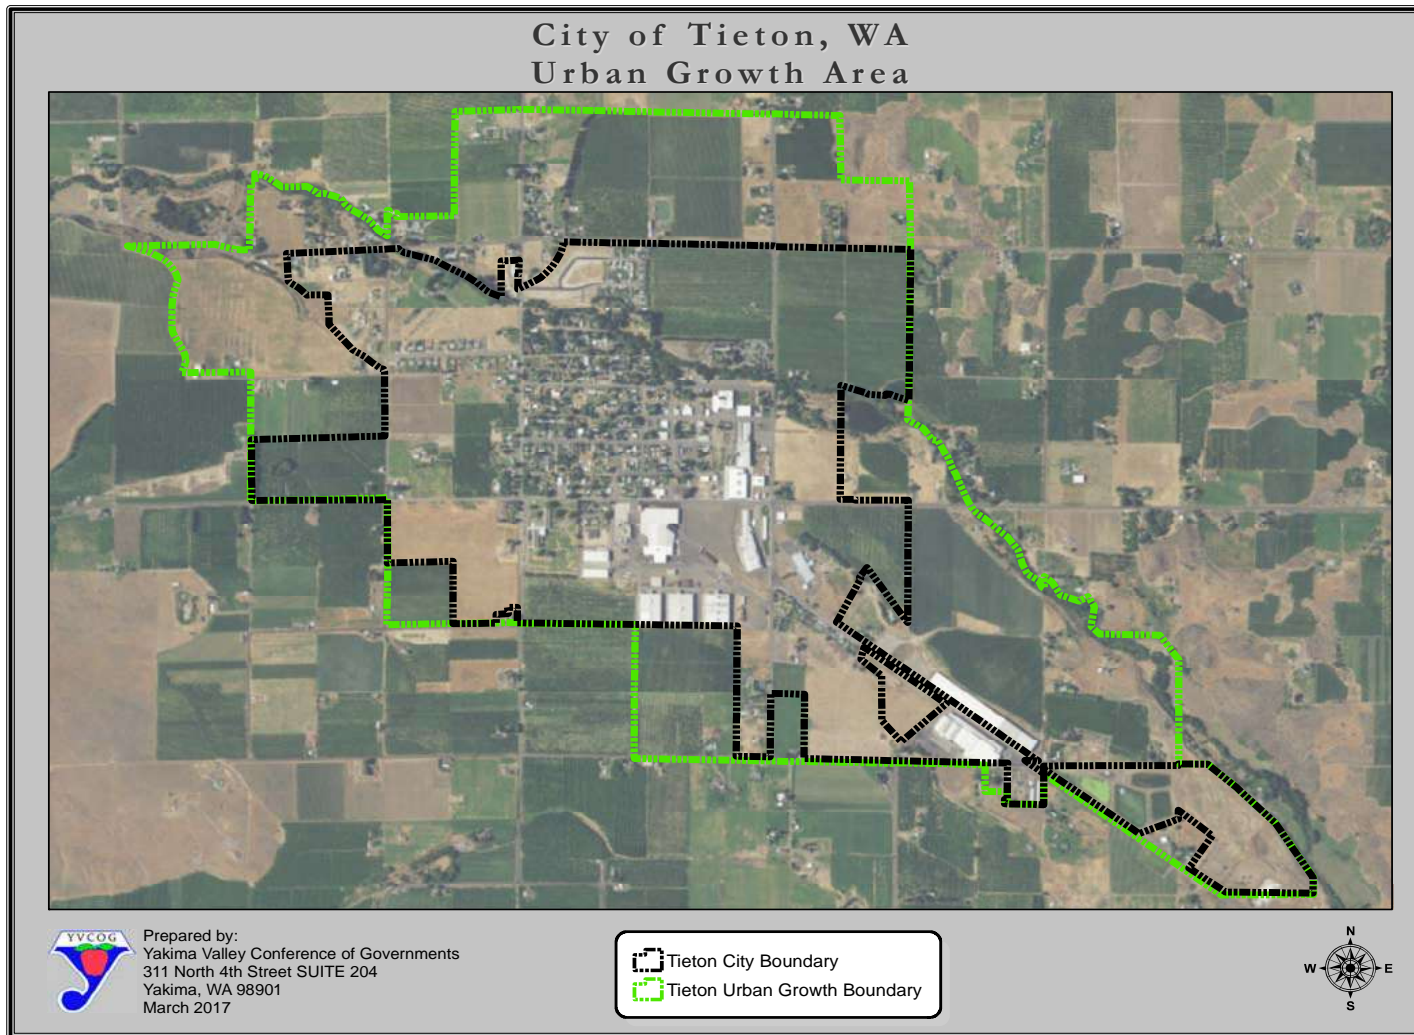 City of Tieton, WA
Urban Growth Area
YVCOG
Prepared by:
Yakima Valley Conference of Governments
311 North 4th Street SUITE 204
Yakima, WA 98901
March 2017
Tieton City Boundary
Tieton Urban Growth Boundary
N
W E
S